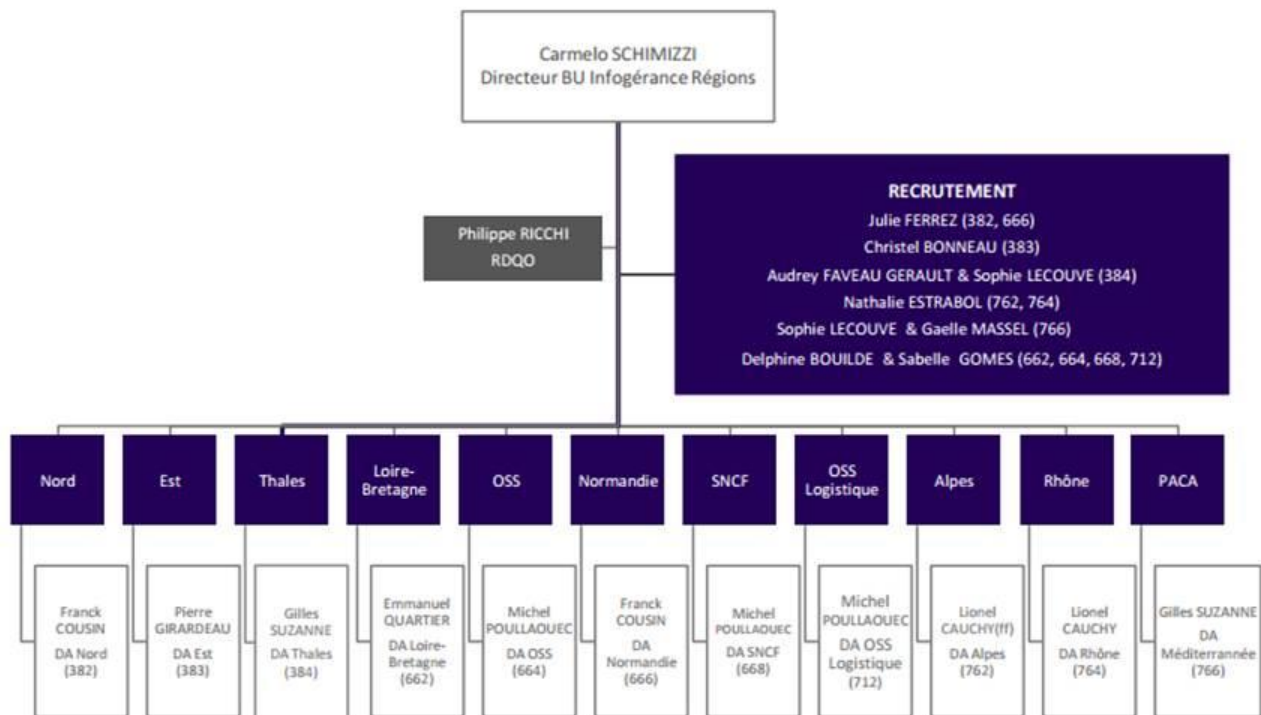 Carmelo SCHIMIZZI
Directeur BU Infogérance Régions
Philippe RICCHI
RDQO
RECRUTEMENT
Julie FERREZ (382, 666)
Christel BONNEAU (383)
Audrey FAVEAU GERAULT & Sophie LECOUVE (384)
Nathalie ESTRABOL (762, 764)
Sophie LECOUVE & Gaelle MASSEL (766)
Delphine BOUILDE & Sabelle GOMES (662, 664, 668, 712)
Nord
Est
Thales
Loire-
Bretagne
OSS
Normandie
SNCF
OSS
Logistique
Alpes
Rhône
PACA
Franck
COUSIN
DA Nord
(382)
Pierre
GIRARDEAU
DA Est
(383)
Gilles
SUZANNE
DA Thales
(384)
Emmanuel
QUARTIER
DA Loire-
Bretagne
(662)
Michel
POULLAOUEC
DA OSS
(664)
Franck
COUSIN
DA
Normandie
(666)
Michel
POULLAOUEC
DA SNCF
(668)
Michel
POULLAOUEC
DA OSS
Logistique
(712)
Lionel
CAUCHY(ff)
DA Alpes
(762)
Lionel
CAUCHY
DA Rhône
(764)
Gilles SUZANNE
DA
Méditerrannée
(766)